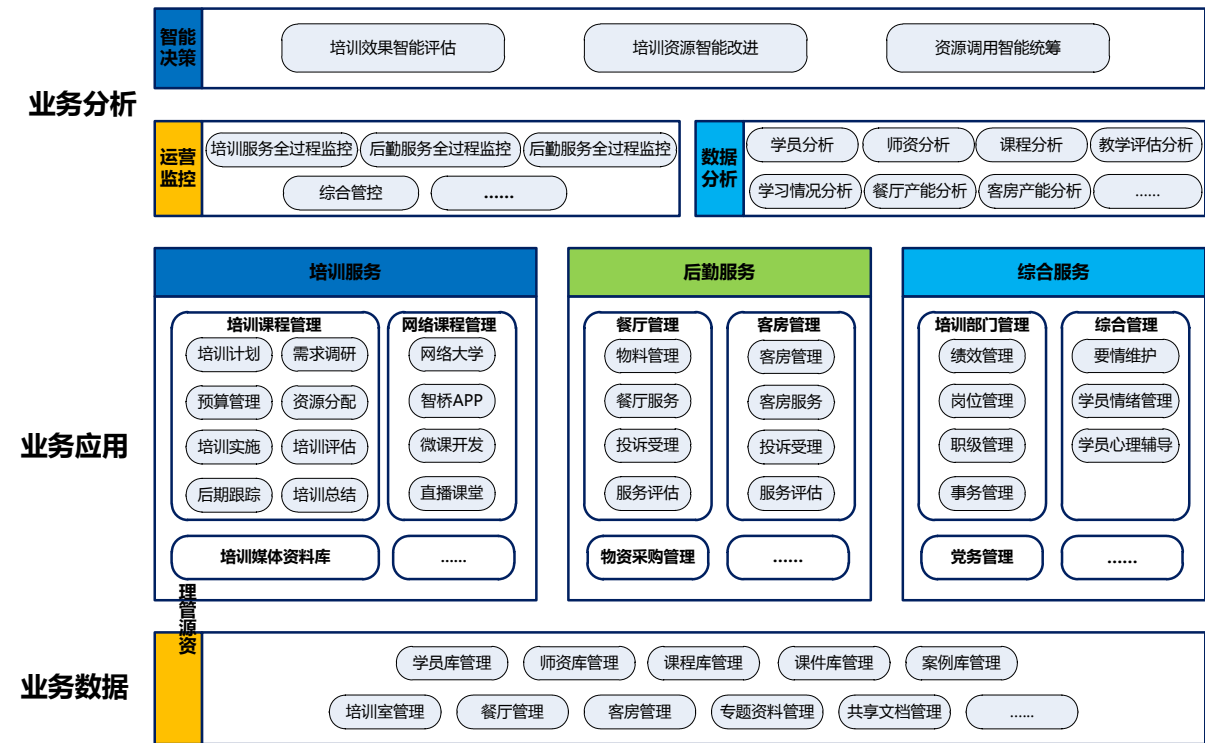 业务分析
智能
决策
培训效果智能评估
培训资源智能改进
资源调用智能统筹
运营
监控
培训服务全过程监控
后勤服务全过程监控
后勤服务全过程监控
综合管控
......
数据
分析
学员分析
师资分析
课程分析
教学评估分析
学习情况分析
餐厅产能分析
客房产能分析
......
业务应用
培训服务
培训课程管理
培训计划
需求调研
预算管理
资源分配
培训实施
培训评估
后期跟踪
培训总结
网络课程管理
网络大学
智桥APP
微课开发
直播课堂
培训媒体资料库
......
后勤服务
餐厅管理
物料管理
餐厅服务
投诉受理
服务评估
客房管理
客房管理
客房服务
投诉受理
服务评估
物资采购管理
......
综合服务
培训部门管理
绩效管理
岗位管理
职级管理
事务管理
综合管理
要情维护
学员情绪管理
学员心理辅导
党务管理
......
业务数据
理管源资
学员库管理
师资库管理
课程库管理
课件库管理
案例库管理
培训室管理
餐厅管理
客房管理
专题资料管理
共享文档管理
......